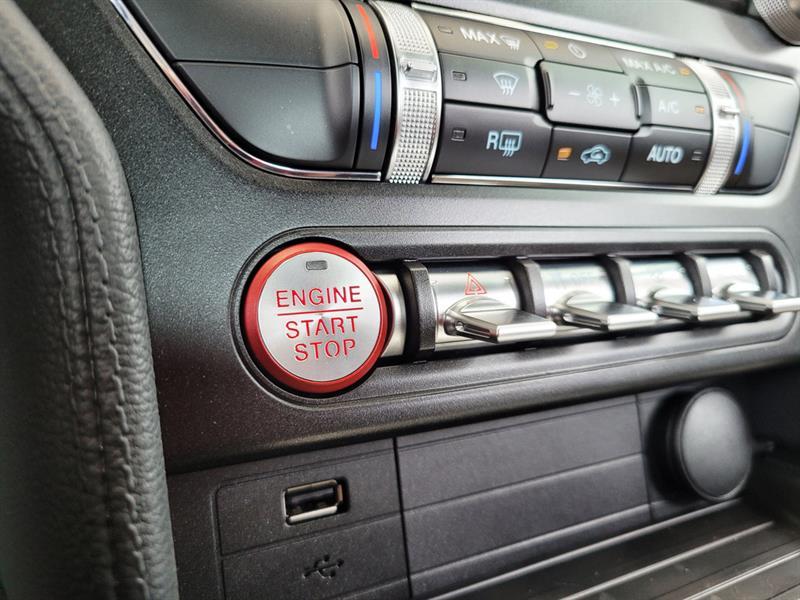 MAX
MAX A/C
- +
A/C
R
AUTO
ENGINE
START
STOP